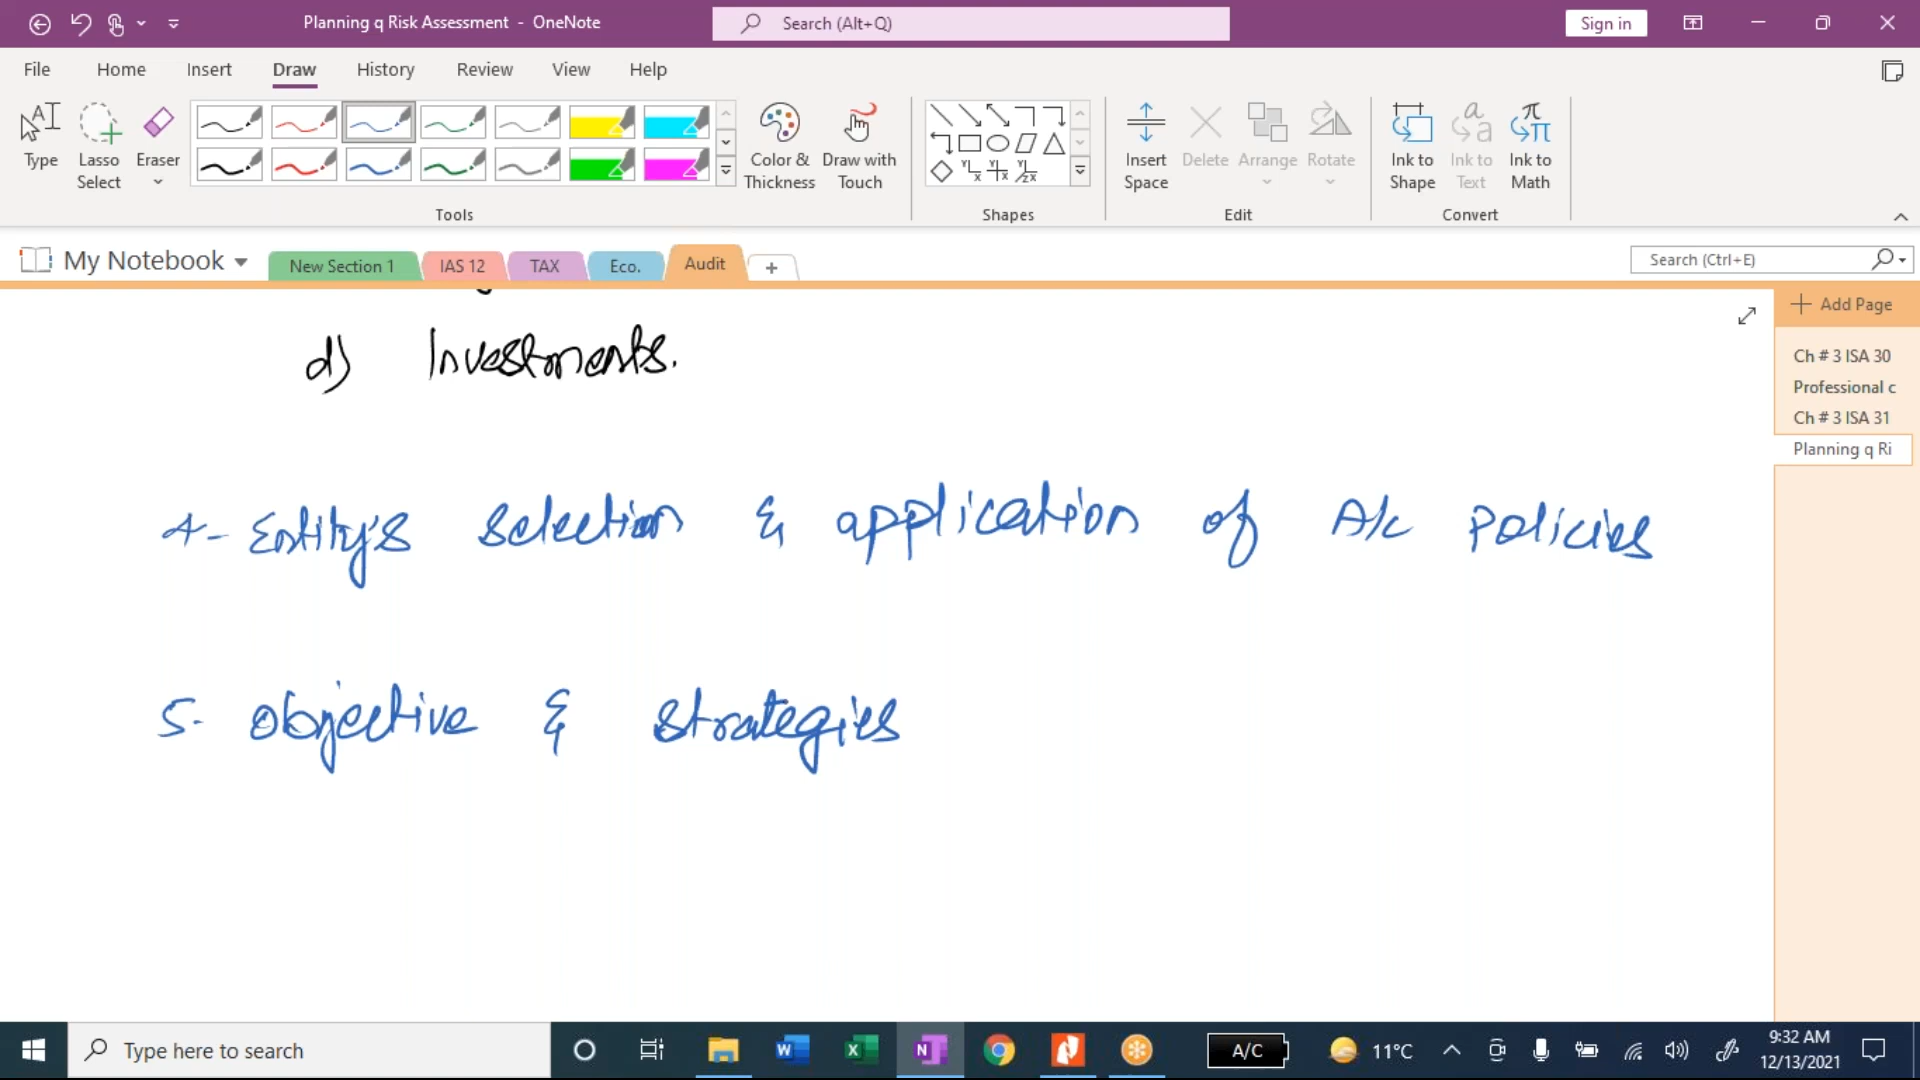 Planning q Risk Assessment - OneNote
Search (Alt+Q)
Sign in
File Home Insert Draw History Review View Help
Type
Lasso Select
Eraser
Color & Thickness
Draw with Touch
Insert Space
Delete
Arrange
Rotate
Ink to Shape
Ink to Text
Ink to Math
Tools Shapes Edit Convert
My Notebook
New Section 1 IAS 12 TAX Eco. Audit
Search (Ctrl+E)
Add Page
Ch # 3 ISA 30
Professional c
Ch # 3 ISA 31
Planning q Ri
d) Investments.
4- Entity's selection & application of A/c Policies
5- Objective & strategies
Type here to search
A/C
11°C
9:32 AM
12/13/2021